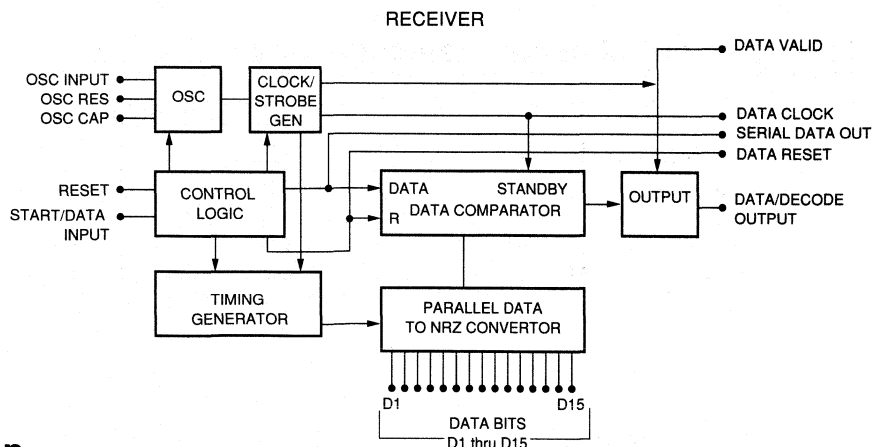 RECEIVER
DATA VALID
OSC INPUT
OSC RES
OSC CAP
OSC
CLOCK/
STROBE
GEN
DATA CLOCK
SERIAL DATA OUT
DATA RESET
RESET
START/DATA
INPUT
CONTROL
LOGIC
DATA STANDBY
DATA COMPARATOR
R
OUTPUT
DATA/DECODE
OUTPUT
TIMING
GENERATOR
PARALLEL DATA
TO NRZ CONVERTOR
D1 D15
DATA BITS
D1 thru D15